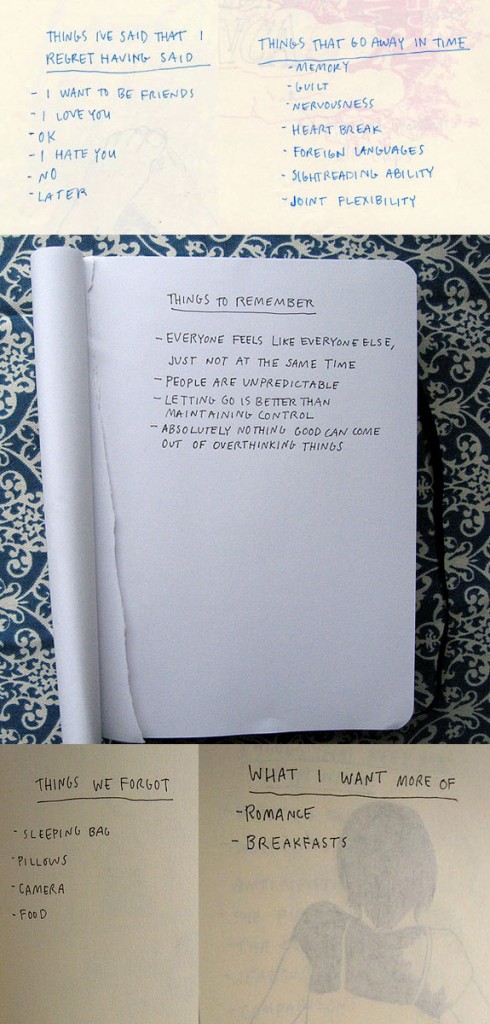 THINGS I'VE SAID THAT I
REGRET HAVING SAID
- I WANT TO BE FRIENDS
- I LOVE YOU
- OK
- I HATE YOU
- NO
- LATER
THINGS THAT GO AWAY IN TIME
- MEMORY
- GUILT
- NERVOUSNESS
- HEART BREAK
- FOREIGN LANGUAGES
- SIGHTREADING ABILITY
- JOINT FLEXIBILITY
THINGS TO REMEMBER
- EVERYONE FEELS LIKE EVERYONE ELSE,
JUST NOT AT THE SAME TIME
- PEOPLE ARE UNPREDICTABLE
- LETTING GO IS BETTER THAN
MAINTAINING CONTROL
- ABSOLUTELY NOTHING GOOD CAN COME
OUT OF OVERTHINKING THINGS
THINGS WE FORGOT
- SLEEPING BAG
- PILLOWS
- CAMERA
- FOOD
WHAT I WANT MORE OF
- ROMANCE
- BREAKFASTS